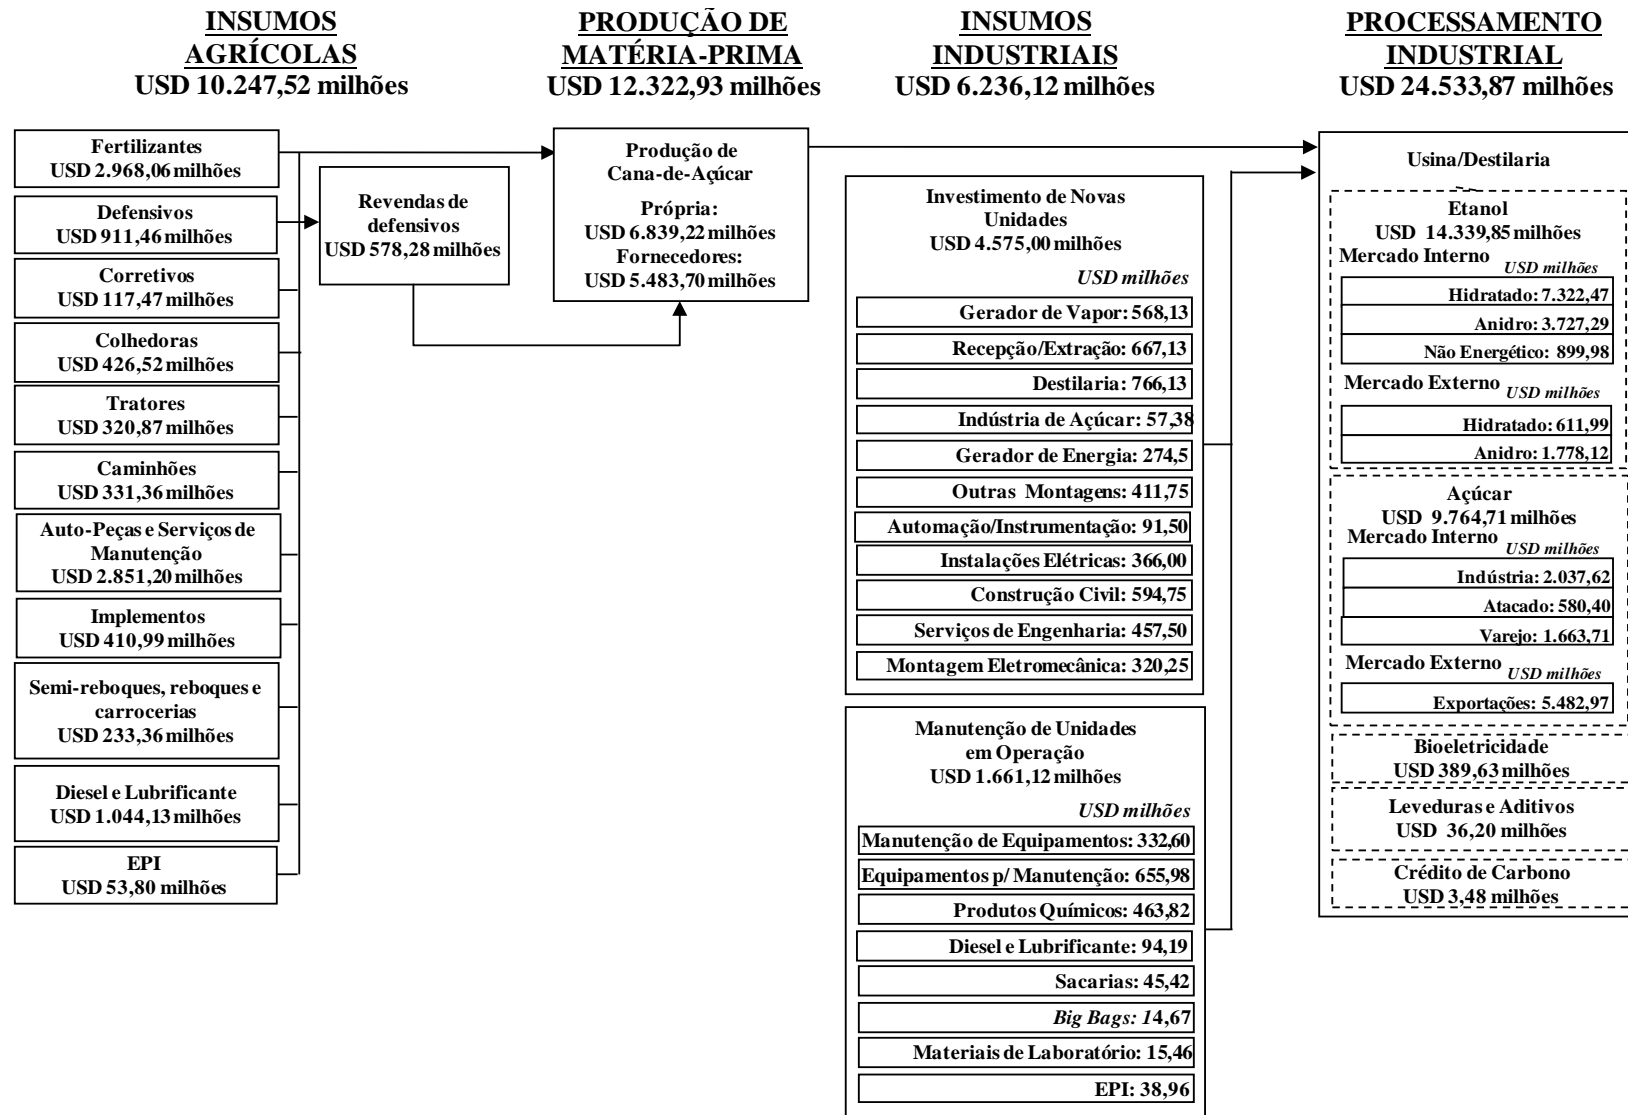 INSUMOS
AGRÍCOLAS
USD 10.247,52 milhões
PRODUÇÃO DE
MATÉRIA-PRIMA
USD 12.322,93 milhões
INSUMOS
INDUSTRIAIS
USD 6.236,12 milhões
PROCESSAMENTO
INDUSTRIAL
USD 24.533,87 milhões
Fertilizantes
USD 2.968,06 milhões
Defensivos
USD 911,46 milhões
Corretivos
USD 117,47 milhões
Colhedoras
USD 426,52 milhões
Tratores
USD 320,87 milhões
Caminhões
USD 331,36 milhões
Auto-Peças e Serviços de
Manutenção
USD 2.851,20 milhões
Implementos
USD 410,99 milhões
Semi-reboques, reboques e
carrocerias
USD 233,36 milhões
Diesel e Lubrificante
USD 1.044,13 milhões
EPI
USD 53,80 milhões
Revendas de
defensivos
USD 578,28 milhões
Produção de
Cana-de-Açúcar
Própria:
USD 6.839,22 milhões
Fornecedores:
USD 5.483,70 milhões
Investimento de Novas
Unidades
USD 4.575,00 milhões
USD milhões
Gerador de Vapor: 568,13
Recepção/Extração: 667,13
Destilaria: 766,13
Indústria de Açúcar: 57,38
Gerador de Energia: 274,5
Outras Montagens: 411,75
Automação/Instrumentação: 91,50
Instalações Elétricas: 366,00
Construção Civil: 594,75
Serviços de Engenharia: 457,50
Montagem Eletromecânica: 320,25
Manutenção de Unidades
em Operação
USD 1.661,12 milhões
USD milhões
Manutenção de Equipamentos: 332,60
Equipamentos p/ Manutenção: 655,98
Produtos Químicos: 463,82
Diesel e Lubrificante: 94,19
Sacarias: 45,42
Big Bags: 14,67
Materiais de Laboratório: 15,46
EPI: 38,96
Usina/Destilaria
Etanol
USD 14.339,85 milhões
Mercado Interno USD milhões
Hidratado: 7.322,47
Anidro: 3.727,29
Não Energético: 899,98
Mercado Externo USD milhões
Hidratado: 611,99
Anidro: 1.778,12
Açúcar
USD 9.764,71 milhões
Mercado Interno USD milhões
Indústria: 2.037,62
Atacado: 580,40
Varejo: 1.663,71
Mercado Externo USD milhões
Exportações: 5.482,97
Bioeletricidade
USD 389,63 milhões
Leveduras e Aditivos
USD 36,20 milhões
Crédito de Carbono
USD 3,48 milhões